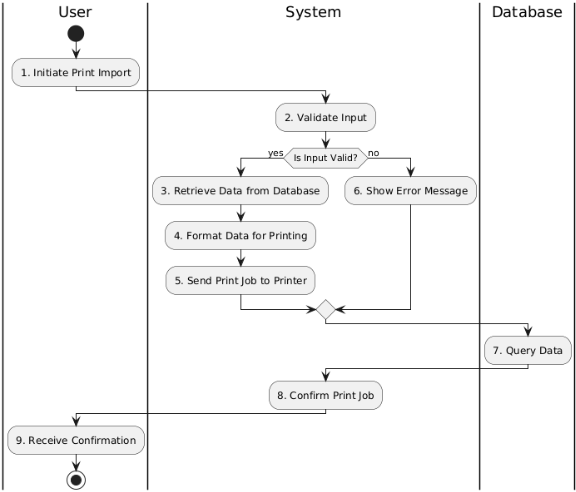 User
System
Database
1. Initiate Print Import
2. Validate Input
yes
Is Input Valid?
no
3. Retrieve Data from Database
6. Show Error Message
4. Format Data for Printing
5. Send Print Job to Printer
7. Query Data
8. Confirm Print Job
9. Receive Confirmation